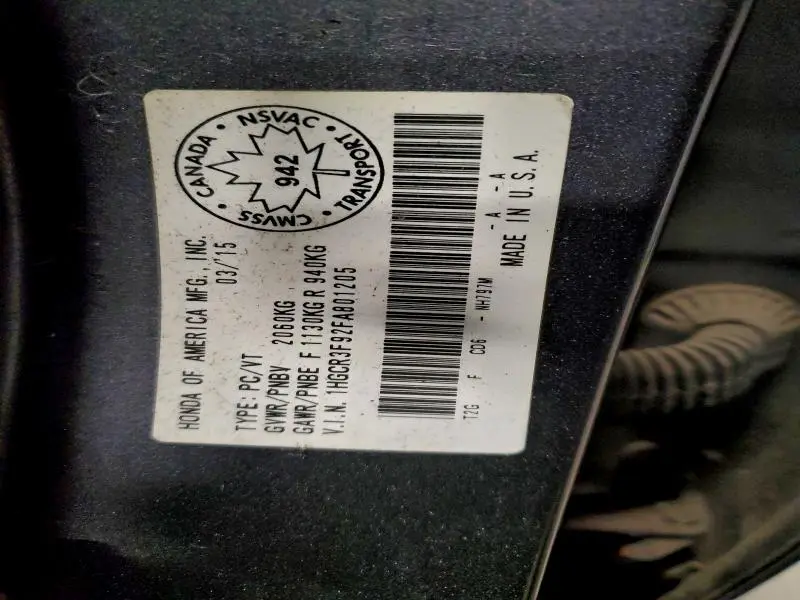 HONDA OF AMERICA MFG., INC.
03/'15
TYPE: PC/VT
GVWR/PNBV 2060KG
GAWR/PNBE F 1130KG R 940KG
V.I.N. 1HGCR3F92FA801205
CANADA • NSVAC • TRANSPORT • CMVSS •
942
T2G F CD6 - NH797M - A - A
MADE IN U.S.A.